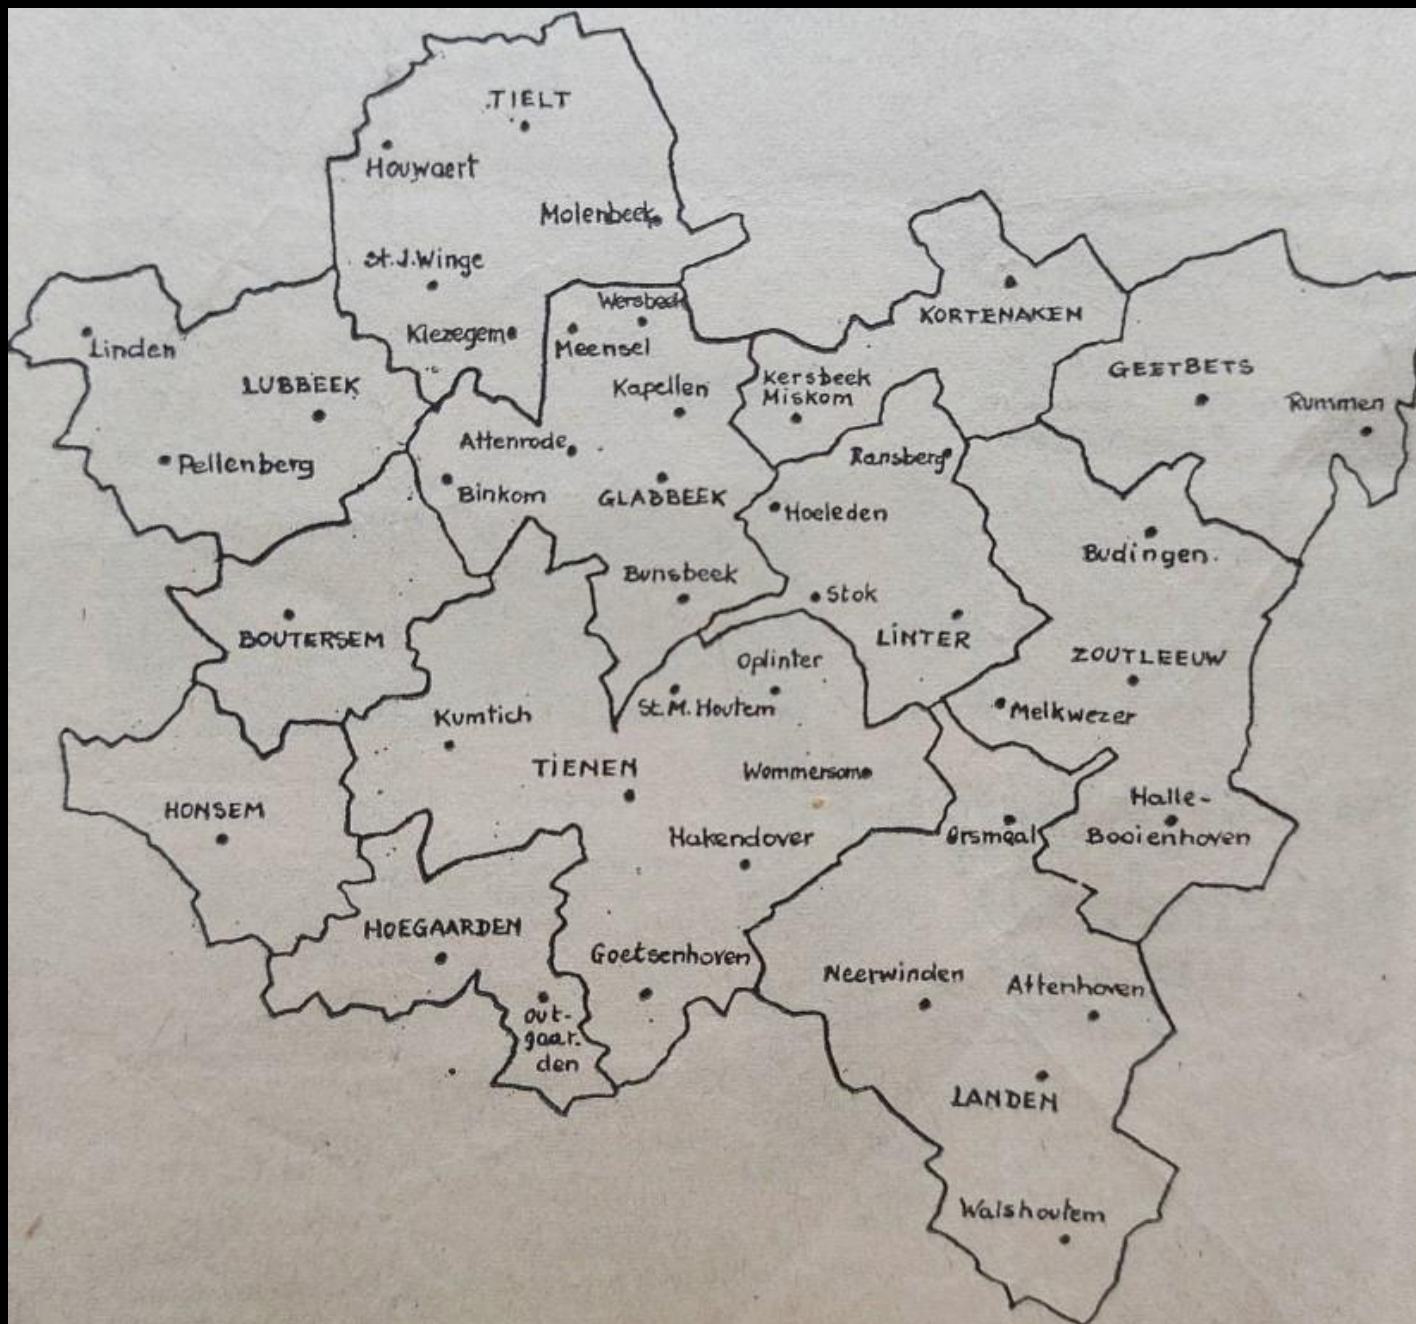 .TIELT
Houwaert
Molenbeek
St.J.Winge
Wersbeek
Kiezegem
Meensel
KORTENAKEN
Linden
LUBBEEK
Kapellen
Kersbeek
Miskom
GEETBETS
Rummen
Attenrode
Pellenberg
Binkom
GLABBEEK
Ransberg
Hoeleden
Budingen.
Bunsbeek
Stok
BOUTERSEM
LINTER
Oplinter
ZOUTLEEUW
St.M.Houtem
Melkwezer
Kumtich
TIENEN
Wommersom
HONSEM
Hakendover
Orsmaal
Halle-
Booienhoven
HOEGAARDEN
Goetsenhoven
Neerwinden
Attenhoven
out-
gaar-
den
LANDEN
Walshoutem